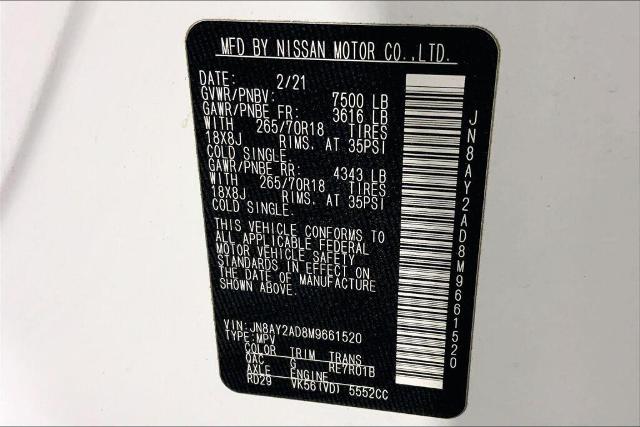 MFD BY NISSAN MOTOR CO.,LTD.
DATE: 2/21
GVWR/PNBV: 7500 LB
GAWR/PNBE FR: 3616 LB
WITH 265/70R18 TIRES
18X8J RIMS. AT 35PSI
COLD SINGLE.
GAWR/PNBE RR: 4343 LB
WITH 265/70R18 TIRES
18X8J RIMS. AT 35PSI
COLD SINGLE.
THIS VEHICLE CONFORMS TO
ALL APPLICABLE FEDERAL
MOTOR VEHICLE SAFETY
STANDARDS IN EFFECT ON
THE DATE OF MANUFACTURE
SHOWN ABOVE.
VIN: JN8AY2AD8M9661520
TYPE: MPV
COLOR TRIM TRANS
QAC S RE7R01B
AXLE ENGINE
RD29 VK56(VD) 5552CC
JN8AY2AD8M9661520